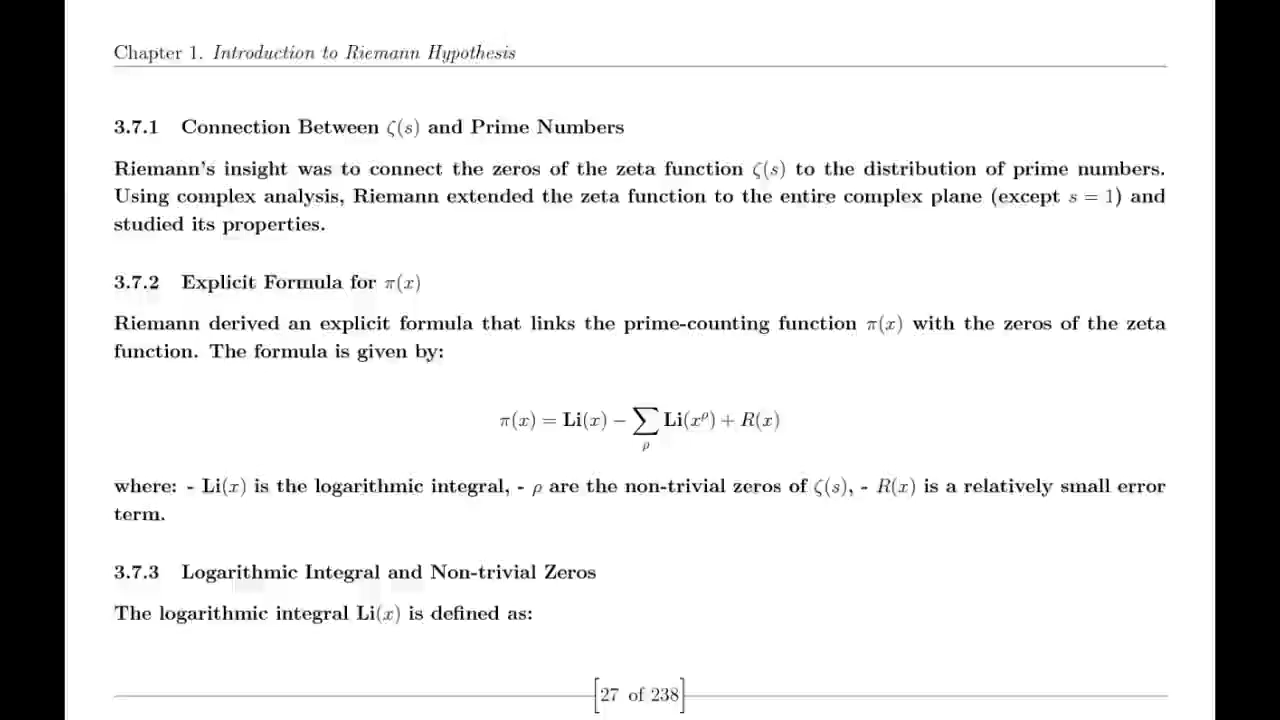 Chapter 1. Introduction to Riemann Hypothesis
3.7.1 Connection Between ζ(s) and Prime Numbers
Riemann's insight was to connect the zeros of the zeta function ζ(s) to the distribution of prime numbers.
Using complex analysis, Riemann extended the zeta function to the entire complex plane (except s = 1) and
studied its properties.
3.7.2 Explicit Formula for π(x)
Riemann derived an explicit formula that links the prime-counting function π(x) with the zeros of the zeta
function. The formula is given by:
π(x) = Li(x) − ∑ρ Li(x^ρ) + R(x)
where: - Li(x) is the logarithmic integral, - ρ are the non-trivial zeros of ζ(s), - R(x) is a relatively small error
term.
3.7.3 Logarithmic Integral and Non-trivial Zeros
The logarithmic integral Li(x) is defined as:
[27 of 238]